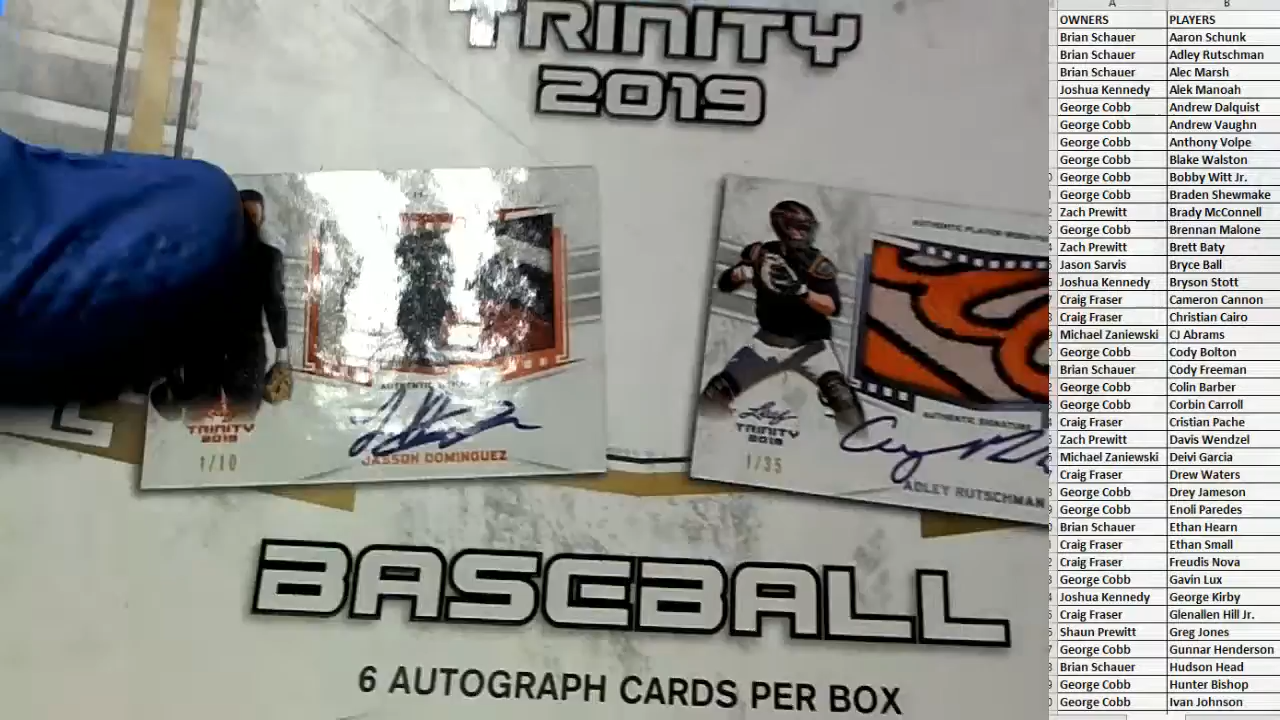 TRINITY
2019
AUTHENTIC
TRINITY
2019
1/10
JASSON DOMINGUEZ
AUTHENTIC PLAYER WORN
AUTHENTIC SIGNATURE
Leaf
TRINITY
2019
1/35
ADLEY RUTSCHMAN
BASEBALL
6 AUTOGRAPH CARDS PER BOX
A B
OWNERS PLAYERS
Brian Schauer Aaron Schunk
Brian Schauer Adley Rutschman
Brian Schauer Alec Marsh
Joshua Kennedy Alek Manoah
George Cobb Andrew Dalquist
George Cobb Andrew Vaughn
George Cobb Anthony Volpe
George Cobb Blake Walston
George Cobb Bobby Witt Jr.
George Cobb Braden Shewmake
Zach Prewitt Brady McConnell
George Cobb Brennan Malone
Zach Prewitt Brett Baty
Jason Sarvis Bryce Ball
Joshua Kennedy Bryson Stott
Craig Fraser Cameron Cannon
Craig Fraser Christian Cairo
Michael Zaniewski CJ Abrams
George Cobb Cody Bolton
Brian Schauer Cody Freeman
George Cobb Colin Barber
George Cobb Corbin Carroll
Craig Fraser Cristian Pache
Zach Prewitt Davis Wendzel
Michael Zaniewski Deivi Garcia
Craig Fraser Drew Waters
George Cobb Drey Jameson
George Cobb Enoli Paredes
Brian Schauer Ethan Hearn
Craig Fraser Ethan Small
Craig Fraser Freudis Nova
George Cobb Gavin Lux
Joshua Kennedy George Kirby
Craig Fraser Glenallen Hill Jr.
Shaun Prewitt Greg Jones
George Cobb Gunnar Henderson
Brian Schauer Hudson Head
George Cobb Hunter Bishop
George Cobb Ivan Johnson